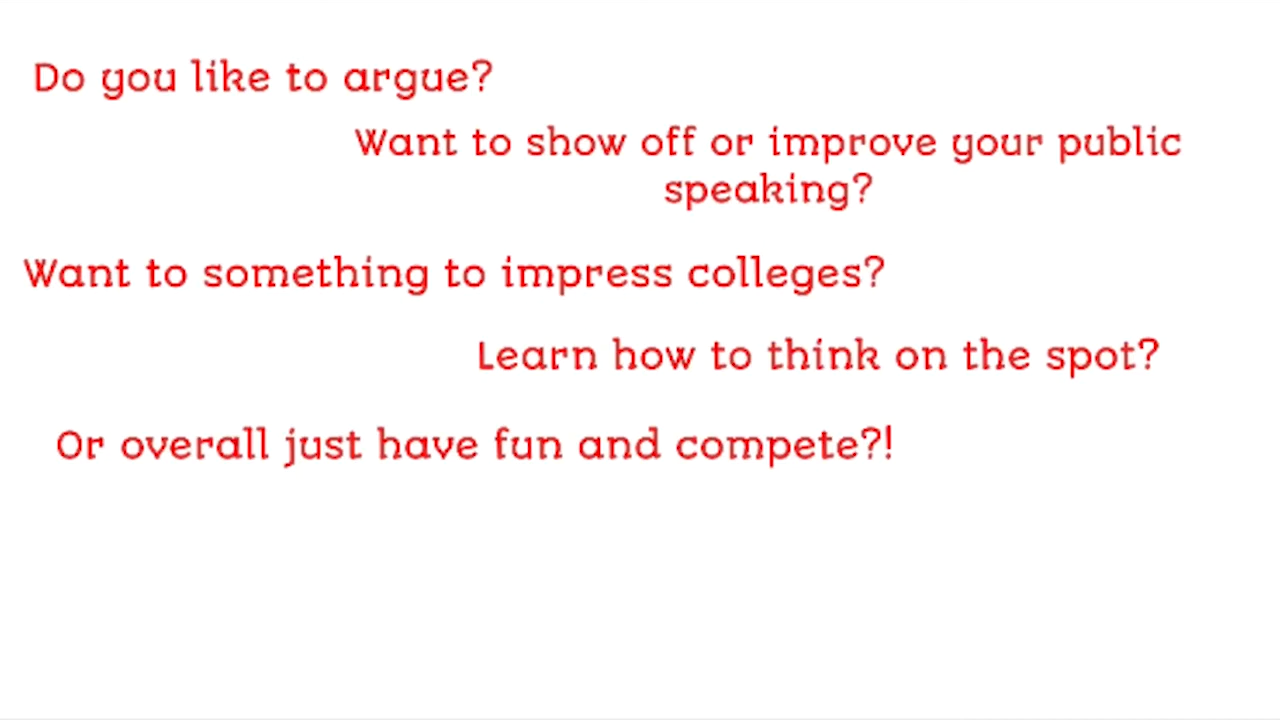 Do you like to argue?
Want to show off or improve your public
speaking?
Want to something to impress colleges?
Learn how to think on the spot?
Or overall just have fun and compete?!